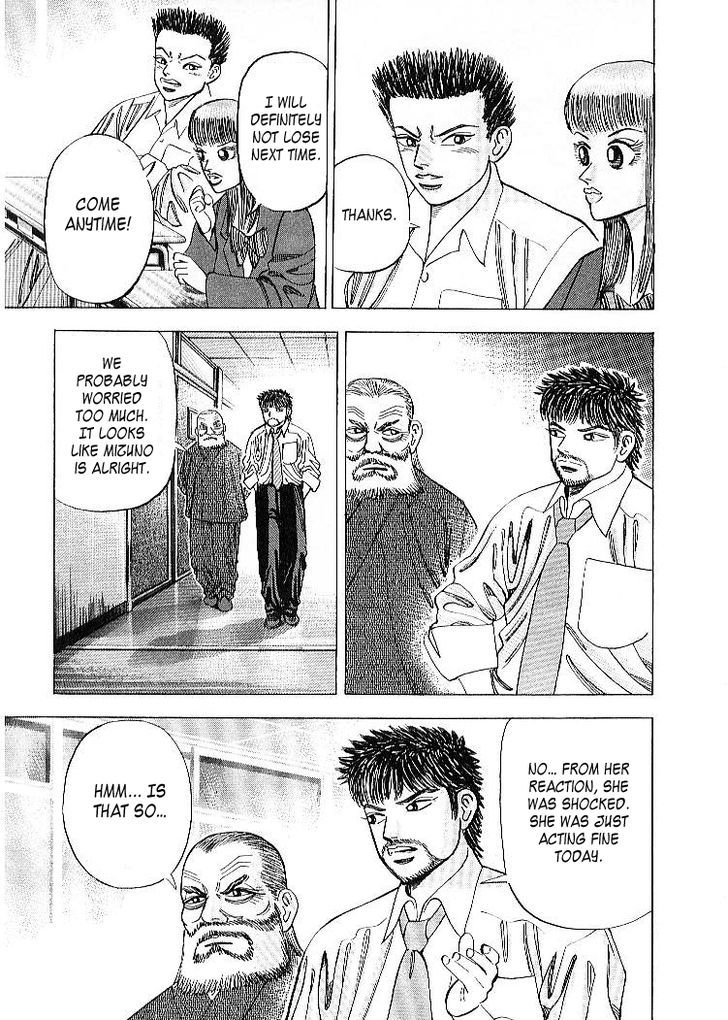 THANKS.
I WILL
DEFINITELY
NOT LOSE
NEXT TIME.
COME
ANYTIME!
WE
PROBABLY
WORRIED
TOO MUCH.
IT LOOKS
LIKE MIZUNO
IS ALRIGHT.
NO... FROM HER
REACTION, SHE
WAS SHOCKED.
SHE WAS JUST
ACTING FINE
TODAY.
HMM... IS
THAT SO...